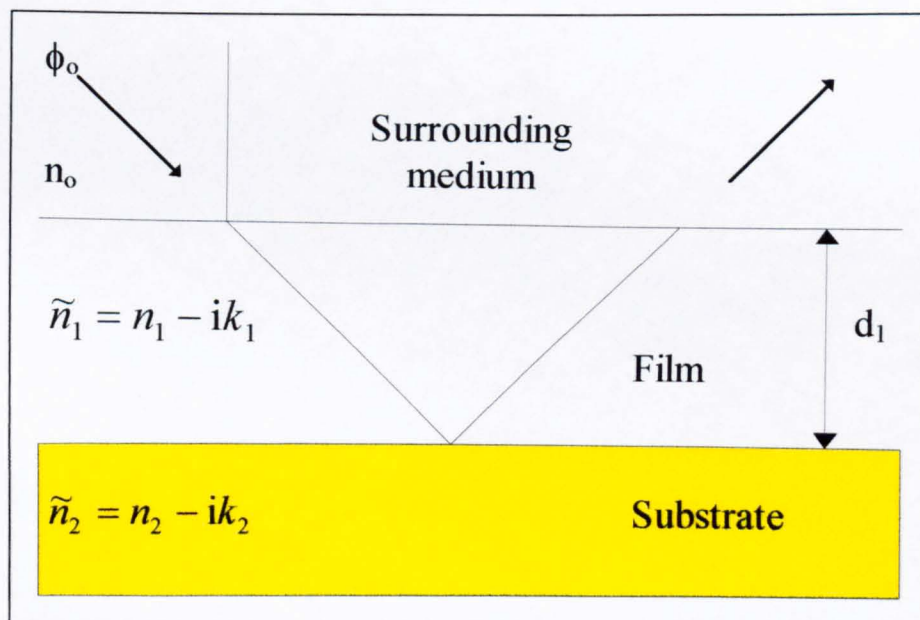 ϕₒ
Surrounding
medium
nₒ
ñ₁ = n₁ − ik₁
d₁
Film
ñ₂ = n₂ − ik₂
Substrate